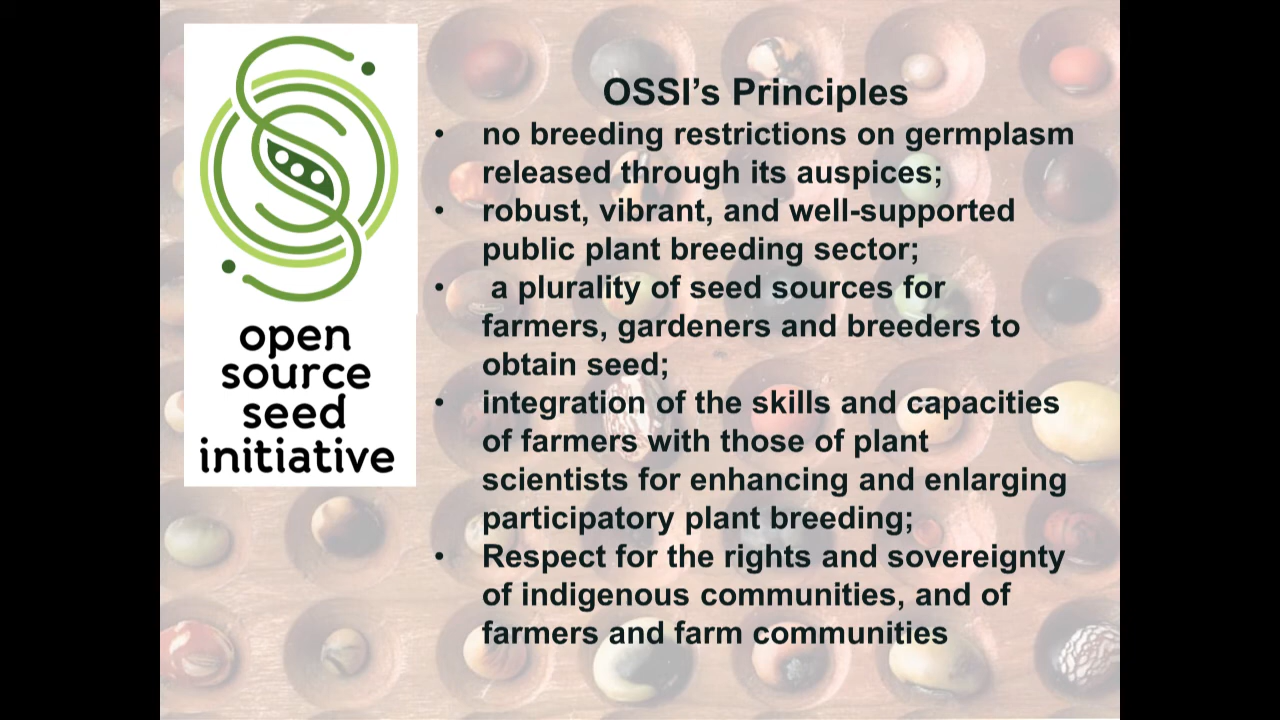 open
source
seed
initiative
OSSI's Principles
• no breeding restrictions on germplasm
released through its auspices;
• robust, vibrant, and well-supported
public plant breeding sector;
• a plurality of seed sources for
farmers, gardeners and breeders to
obtain seed;
• integration of the skills and capacities
of farmers with those of plant
scientists for enhancing and enlarging
participatory plant breeding;
• Respect for the rights and sovereignty
of indigenous communities, and of
farmers and farm communities